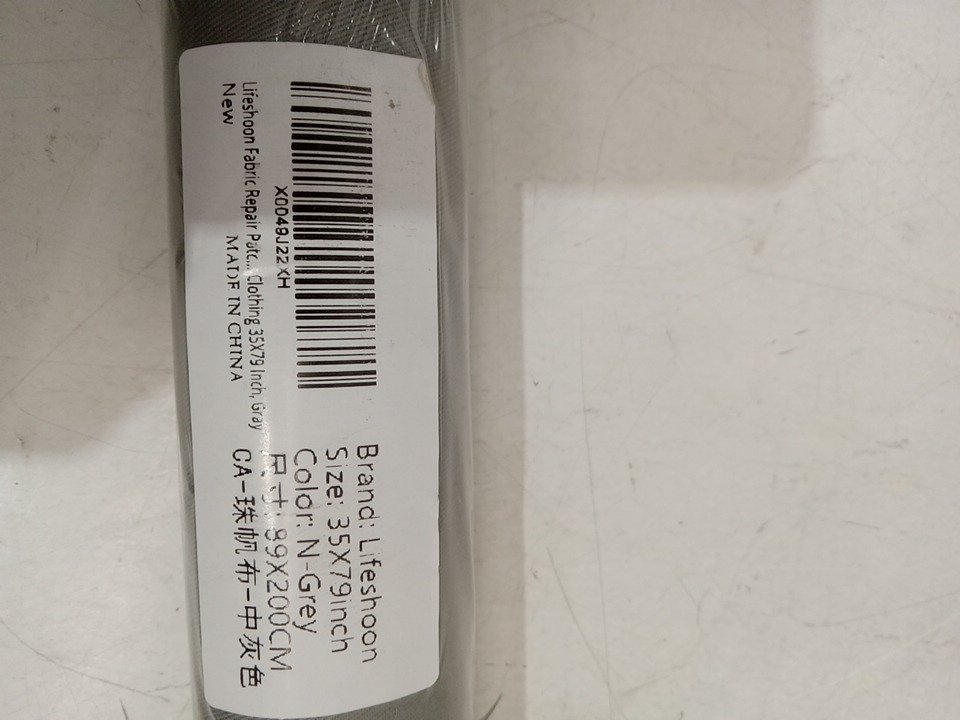 X0049J22XH
Lifeshoon Fabric Repair Patc...Clothing 35X79 Inch, Gray
New
MADE IN CHINA
Brand: Lifeshoon
Size: 35X79inch
Color: N-Grey
尺寸:89X200CM
CA-珠帆布-中灰色